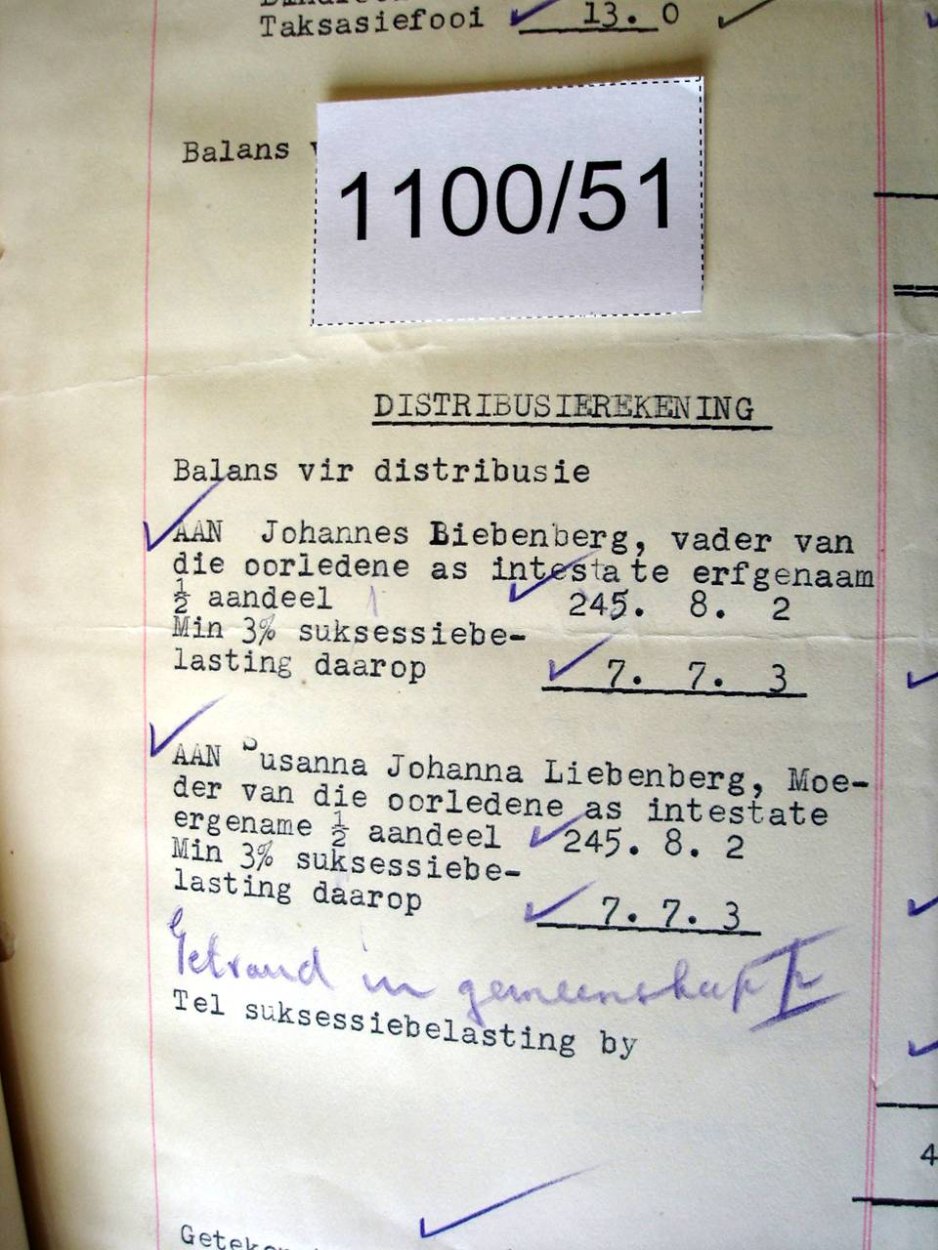 Taksasiefooi 13. 0
Balans
1100/51
DISTRIBUSIEREKENING
Balans vir distribusie
AAN Johannes Biebenberg, vader van
die oorledene as intestate erfgenaam
½ aandeel 245. 8. 2
Min 3% suksessiebe-
lasting daarop 7. 7. 3
AAN Susanna Johanna Liebenberg, Moe-
der van die oorledene as intestate
ergename ½ aandeel 245. 8. 2
Min 3% suksessiebe-
lasting daarop 7. 7. 3
Getroud in gemeenskap
Tel suksessiebelasting by
4